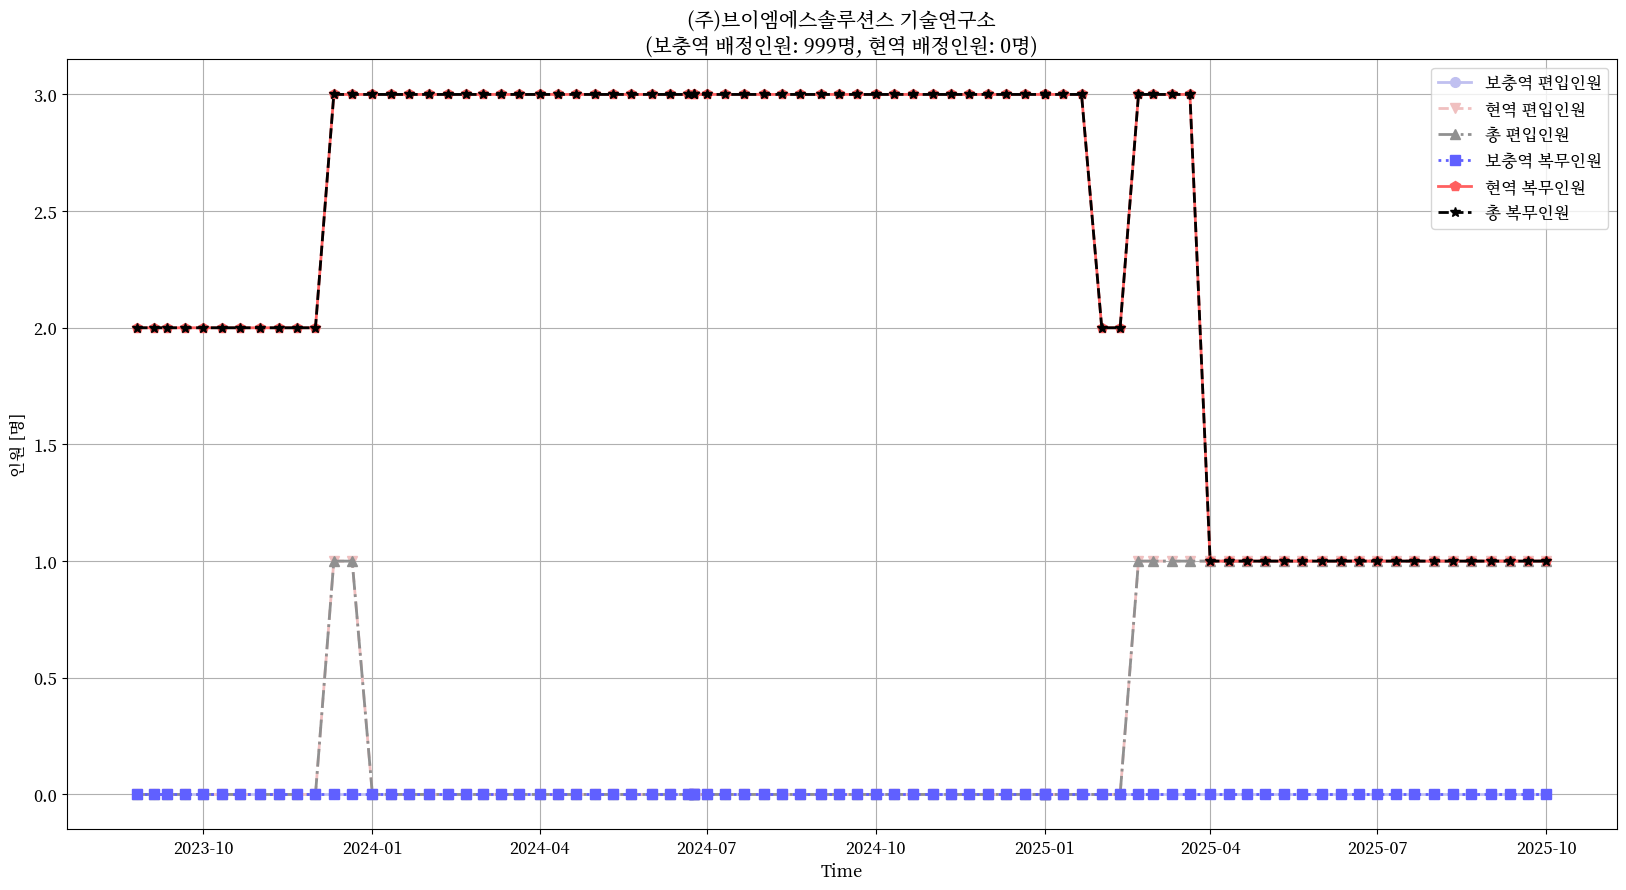 (주)브이엠에스솔루션스 기술연구소
(보충역 배정인원: 999명, 현역 배정인원: 0명)
보충역 편입인원
현역 편입인원
총 편입인원
보충역 복무인원
현역 복무인원
총 복무인원
인원 [명]
3.0
2.5
2.0
1.5
1.0
0.5
0.0
2023-10
2024-01
2024-04
2024-07
2024-10
2025-01
2025-04
2025-07
2025-10
Time